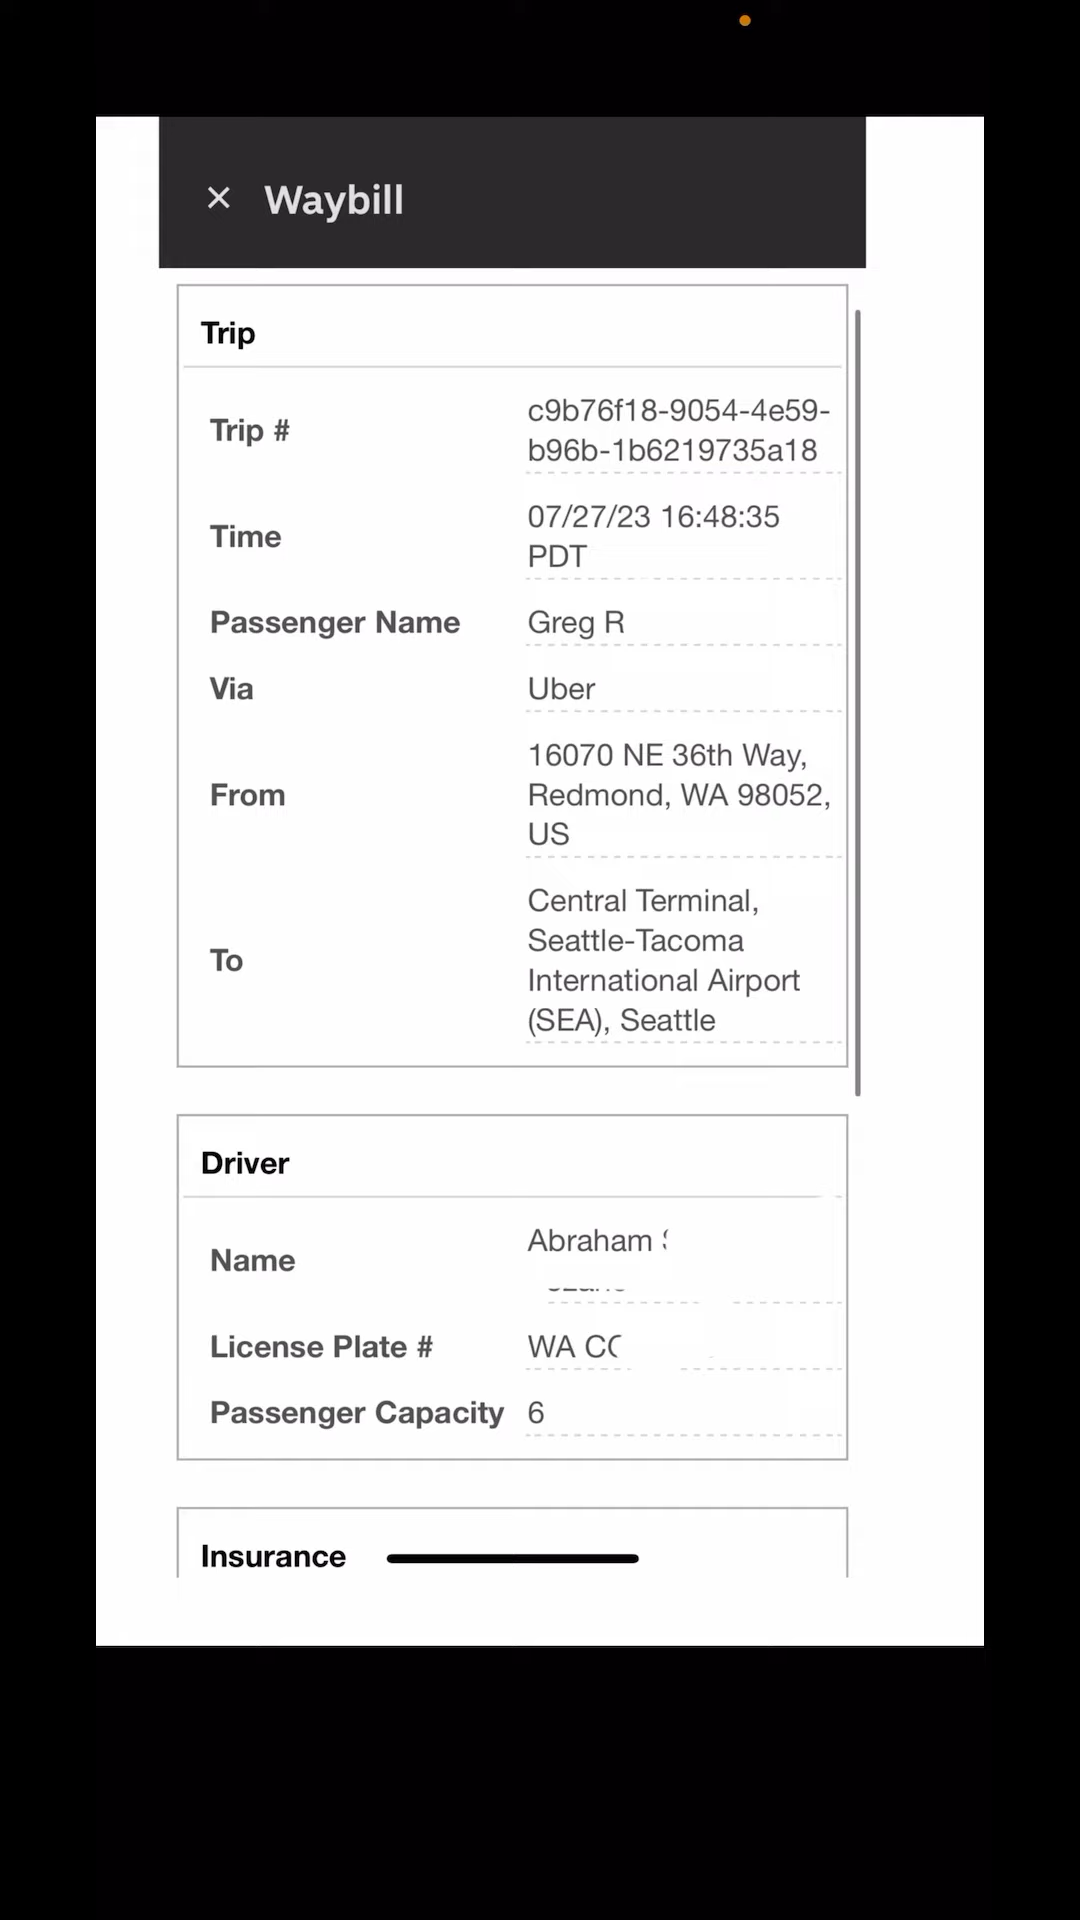 Waybill
Trip
Trip #
c9b76f18-9054-4e59-
b96b-1b6219735a18
Time
07/27/23 16:48:35
PDT
Passenger Name
Greg R
Via
Uber
From
16070 NE 36th Way,
Redmond, WA 98052,
US
To
Central Terminal,
Seattle-Tacoma
International Airport
(SEA), Seattle
Driver
Name
Abraham
License Plate #
WA
Passenger Capacity
6
Insurance